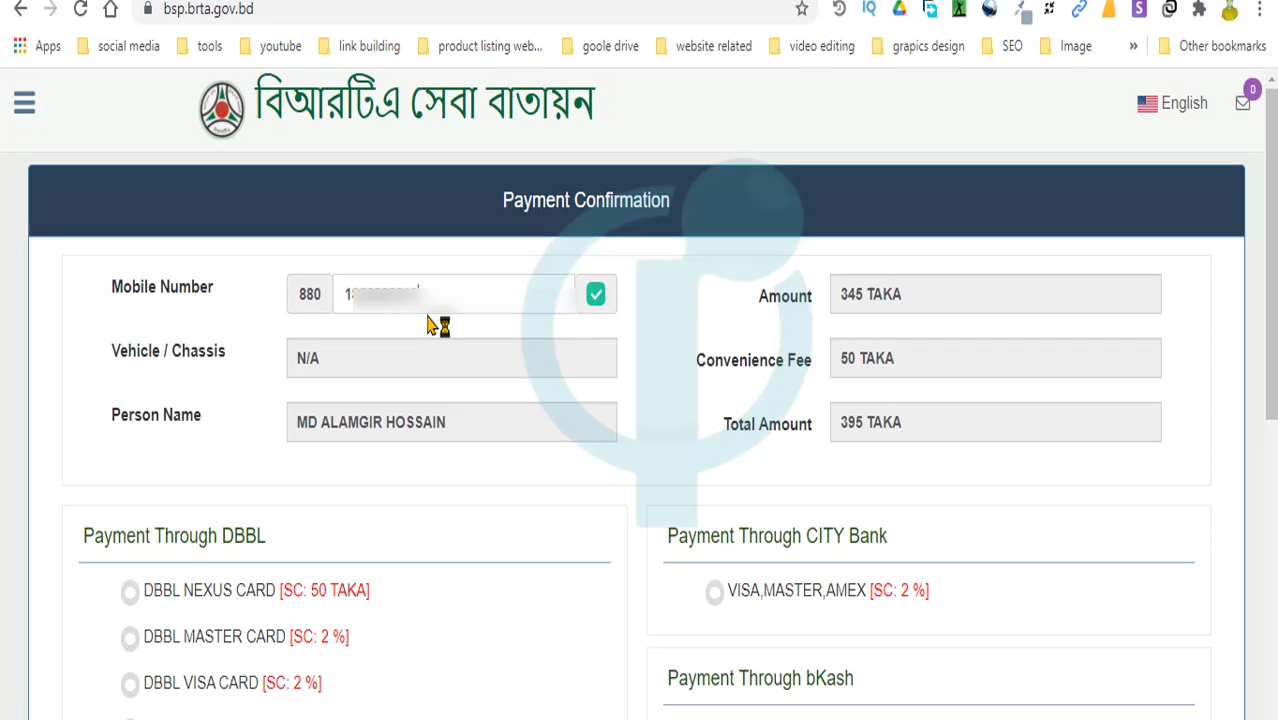 bsp.brta.gov.bd
Apps social media tools youtube link building product listing web... goole drive website related video editing grapics design SEO Image » Other bookmarks
বিআরটিএ সেবা বাতায়ন
English
0
Payment Confirmation
Mobile Number 880
Amount 345 TAKA
Vehicle / Chassis N/A
Convenience Fee 50 TAKA
Person Name MD ALAMGIR HOSSAIN
Total Amount 395 TAKA
Payment Through DBBL
DBBL NEXUS CARD [SC: 50 TAKA]
DBBL MASTER CARD [SC: 2 %]
DBBL VISA CARD [SC: 2 %]
Payment Through CITY Bank
VISA,MASTER,AMEX [SC: 2 %]
Payment Through bKash